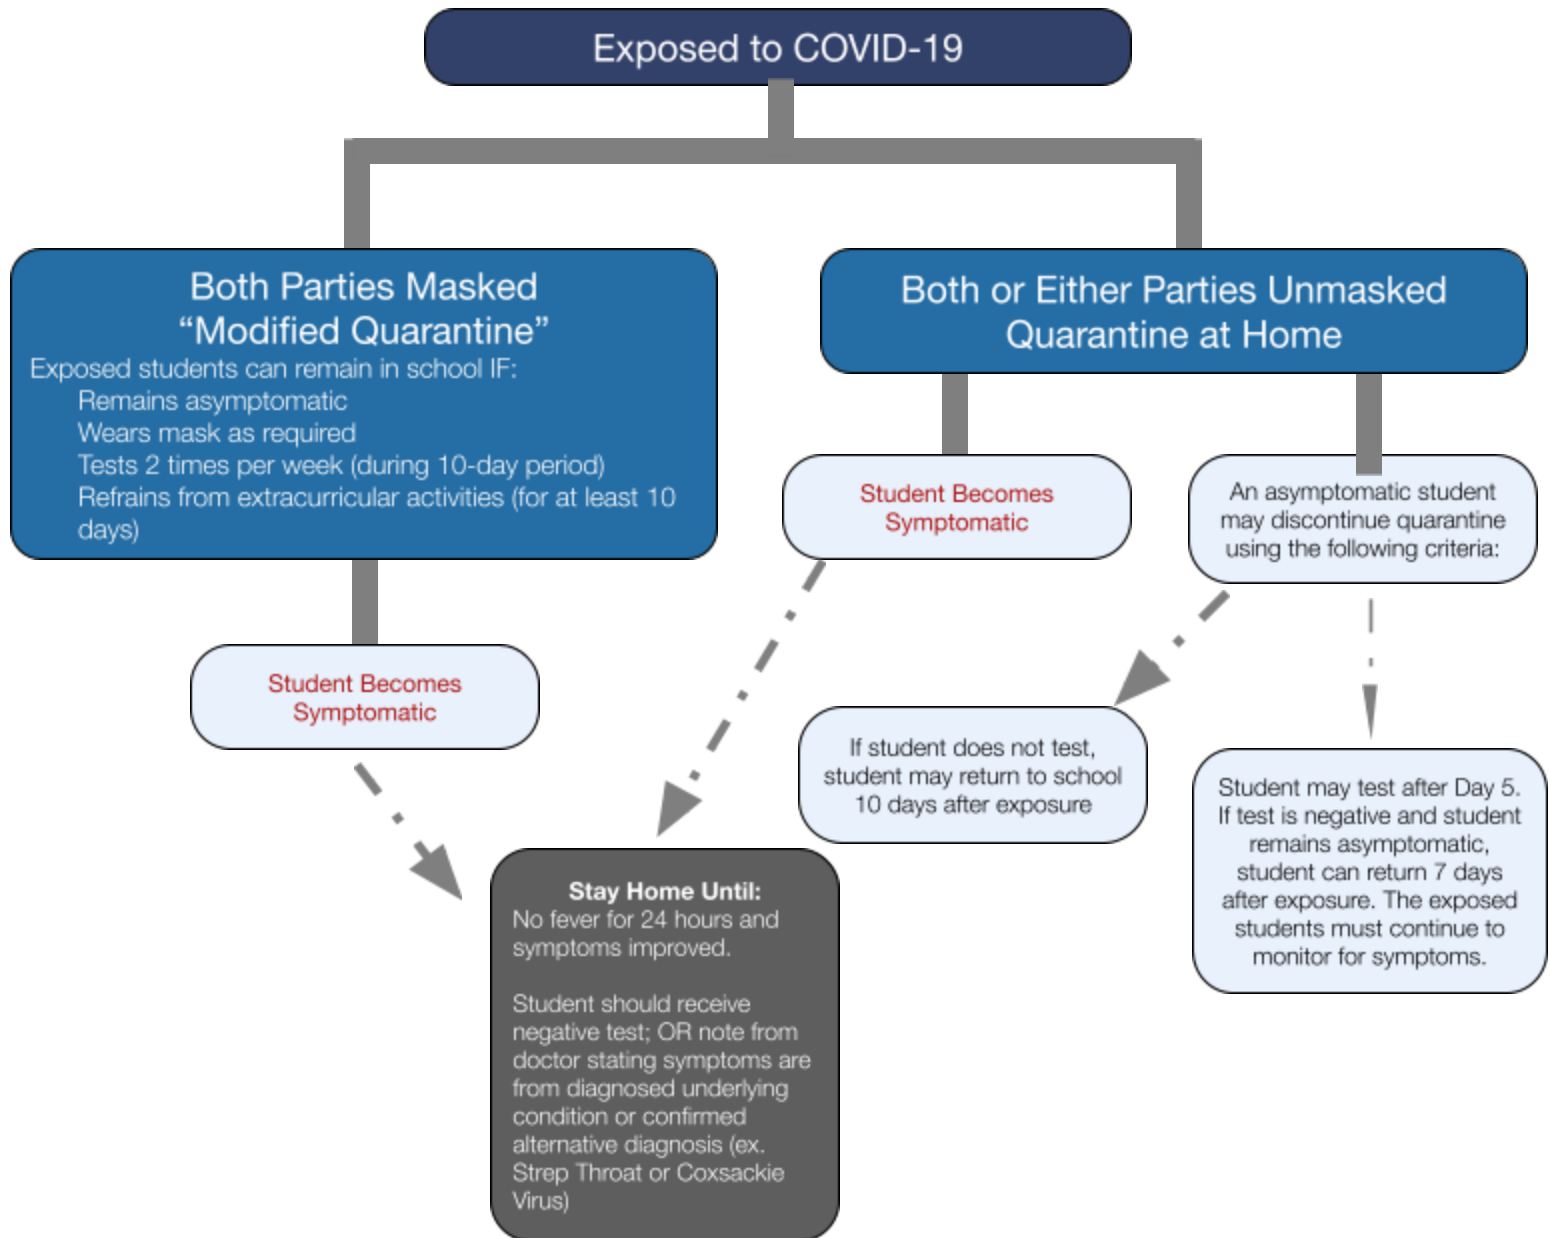 Exposed to COVID-19
Both Parties Masked
“Modified Quarantine”
Exposed students can remain in school IF:
Remains asymptomatic
Wears mask as required
Tests 2 times per week (during 10-day period)
Refrains from extracurricular activities (for at least 10
days)
Both or Either Parties Unmasked
Quarantine at Home
Student Becomes
Symptomatic
Student Becomes
Symptomatic
An asymptomatic student
may discontinue quarantine
using the following criteria:
If student does not test,
student may return to school
10 days after exposure
Student may test after Day 5.
If test is negative and student
remains asymptomatic,
student can return 7 days
after exposure. The exposed
students must continue to
monitor for symptoms.
Stay Home Until:
No fever for 24 hours and
symptoms improved.
Student should receive
negative test; OR note from
doctor stating symptoms are
from diagnosed underlying
condition or confirmed
alternative diagnosis (ex.
Strep Throat or Coxsackie
Virus)